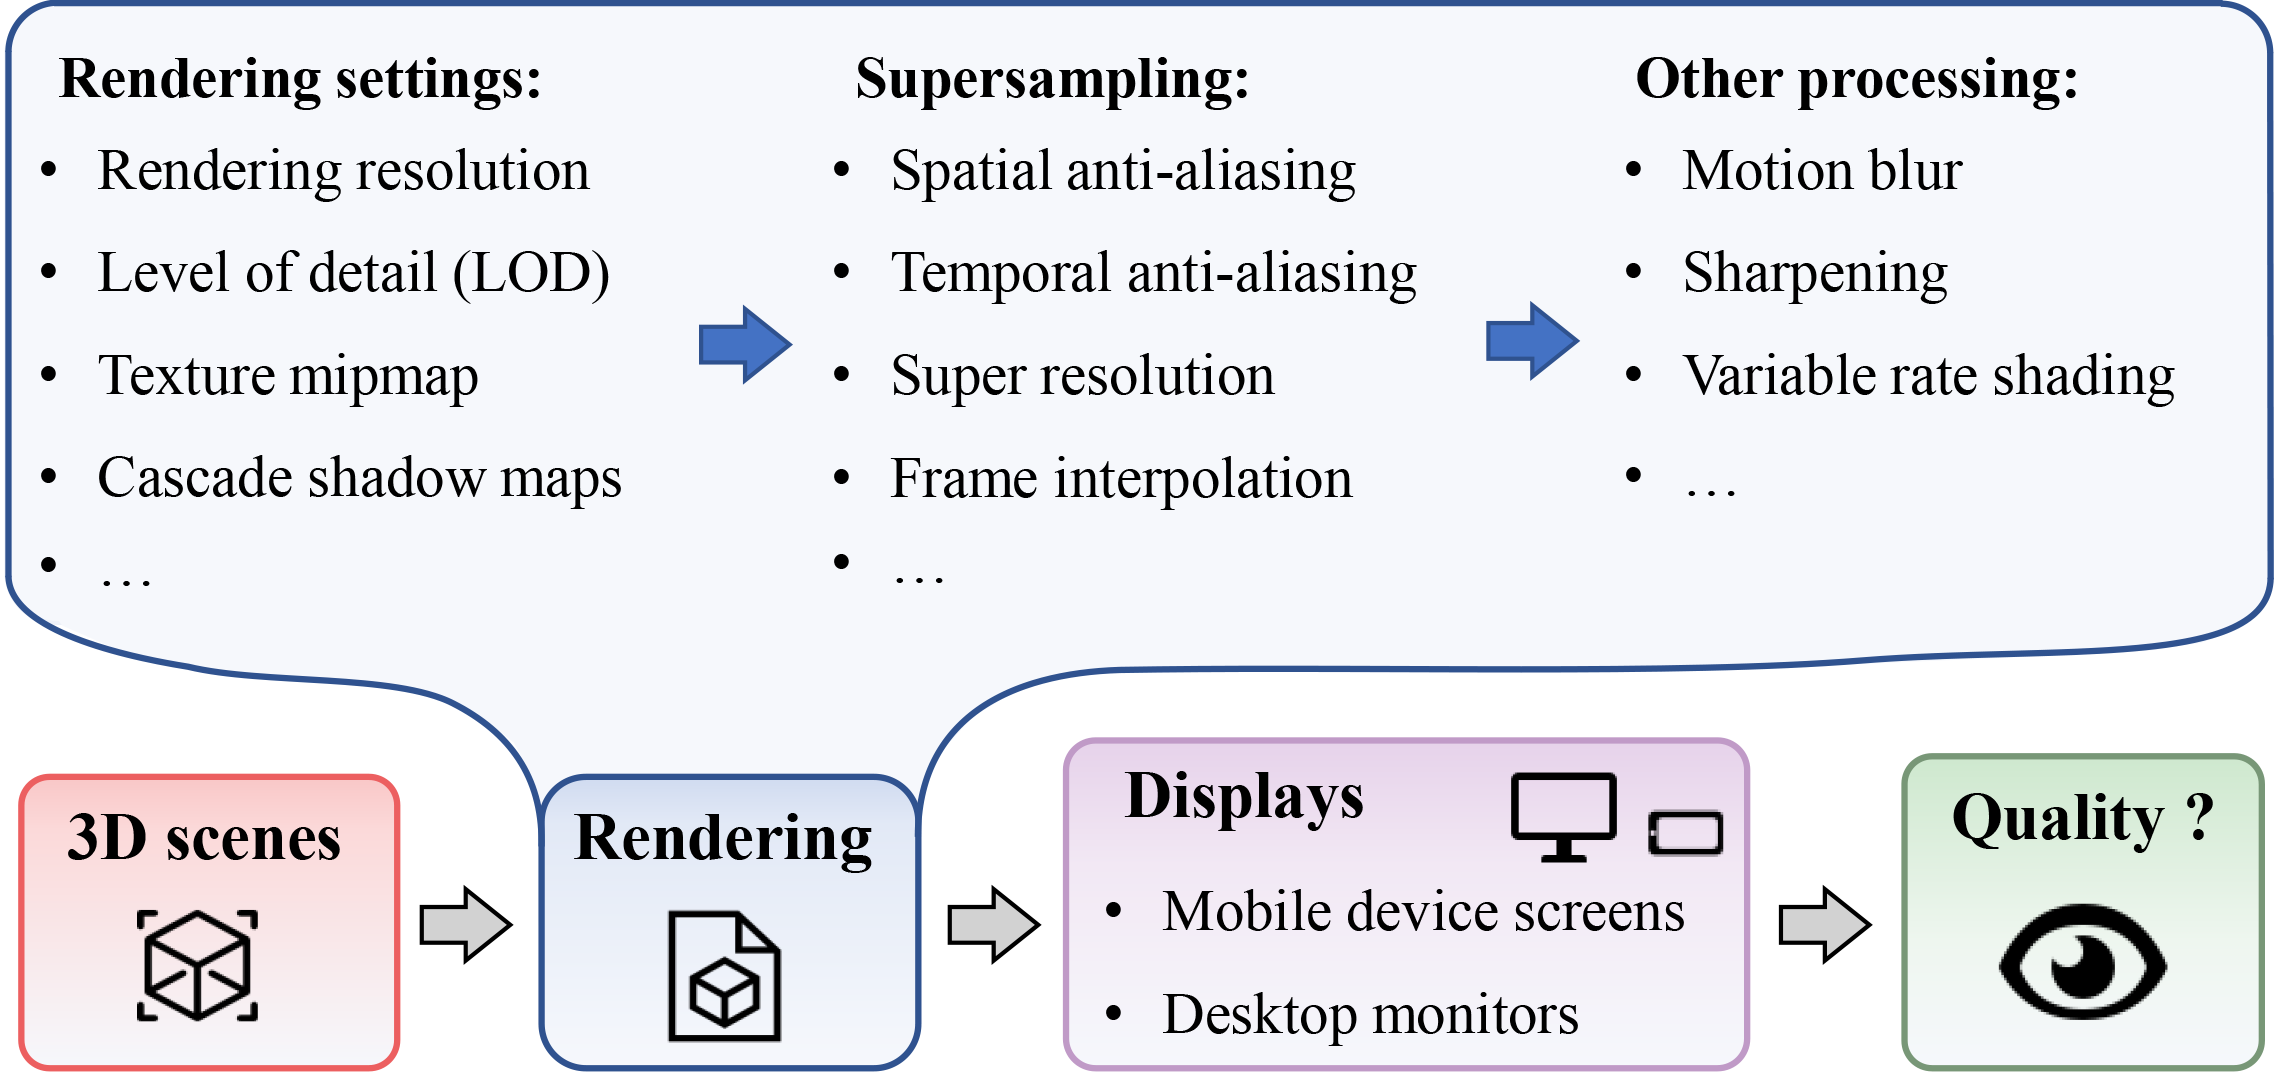 Rendering settings:
• Rendering resolution
• Level of detail (LOD)
• Texture mipmap
• Cascade shadow maps
• …
Supersampling:
• Spatial anti-aliasing
• Temporal anti-aliasing
• Super resolution
• Frame interpolation
• …
Other processing:
• Motion blur
• Sharpening
• Variable rate shading
• …
3D scenes
Rendering
Displays
• Mobile device screens
• Desktop monitors
Quality ?